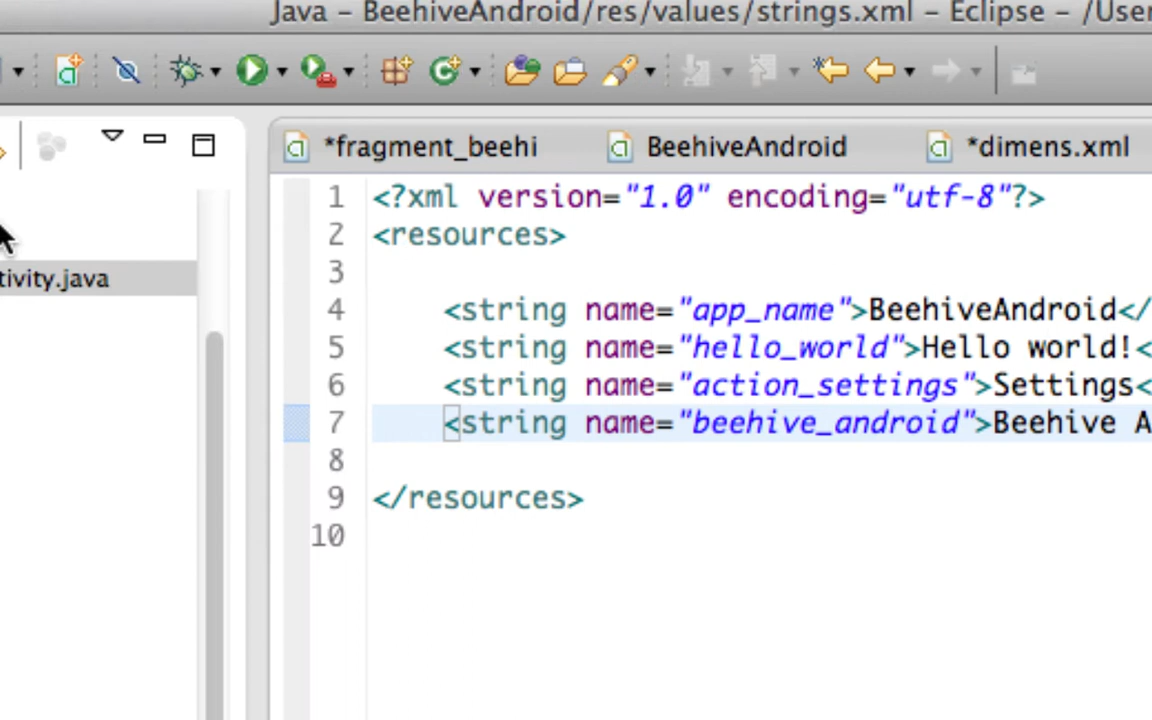 Java – BeehiveAndroid/res/values/strings.xml – Eclipse – /User
*fragment_beehi BeehiveAndroid *dimens.xml
tivity.java
1 <?xml version="1.0" encoding="utf-8"?>
2 <resources>
3
4 <string name="app_name">BeehiveAndroid</
5 <string name="hello_world">Hello world!<
6 <string name="action_settings">Settings<
7 <string name="beehive_android">Beehive A
8
9 </resources>
10